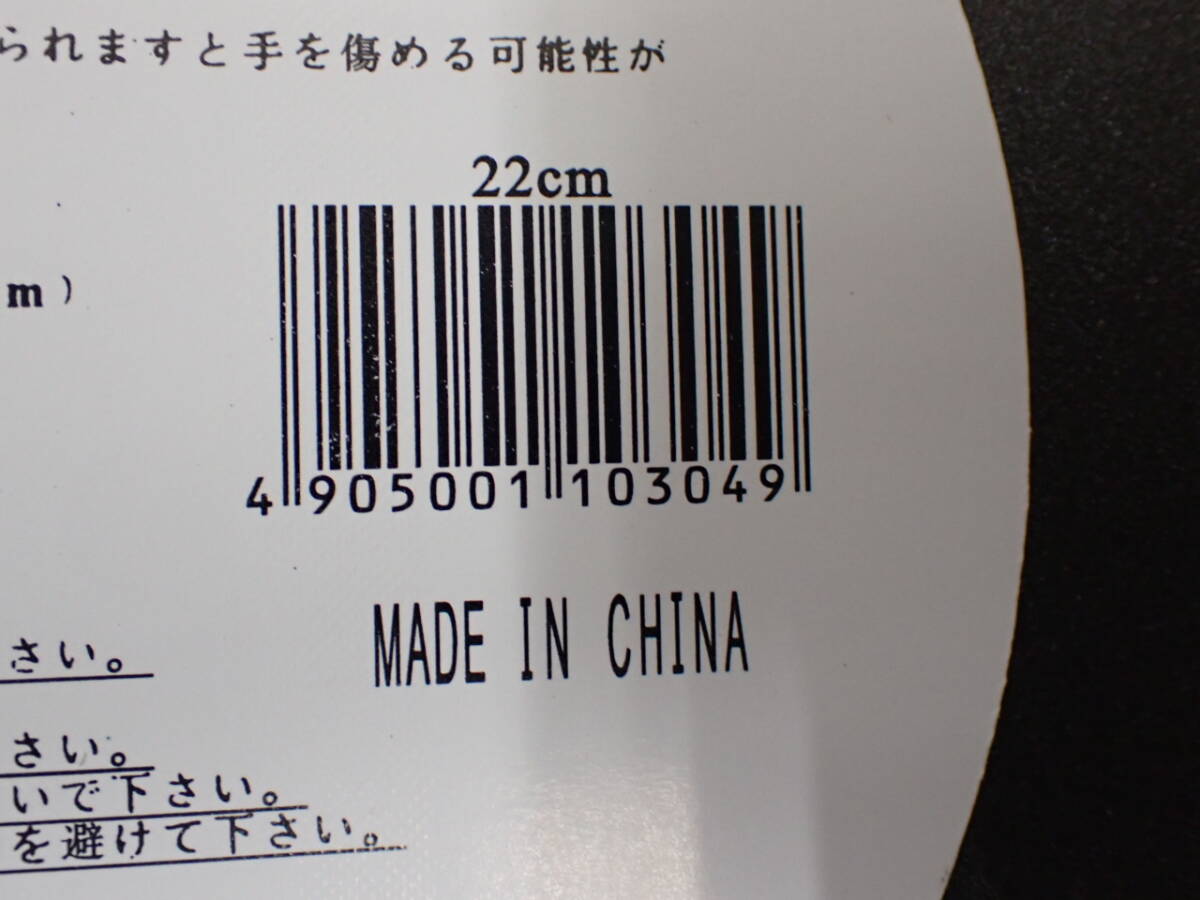 られますと手を傷める可能性が
22cm
m）
4 905001 103049
MADE IN CHINA
さい。
さい。
いで下さい。
を避けて下さい。